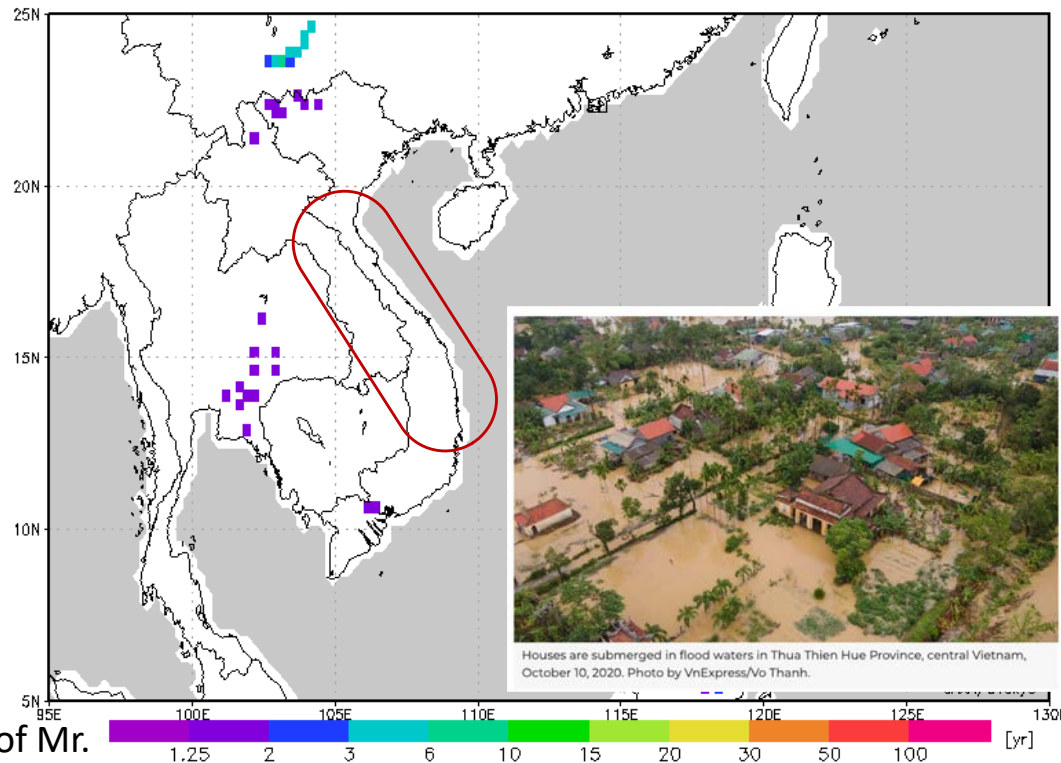 25N
20N
15N
10N
5N
Houses are submerged in flood waters in Thua Thien Hue Province, central Vietnam,
October 10, 2020. Photo by VnExpress/Vo Thanh.
95E 100E 105E 110E 115E 120E 125E 130E
of Mr.
1.25 2 3 6 10 15 20 30 50 100 [yr]